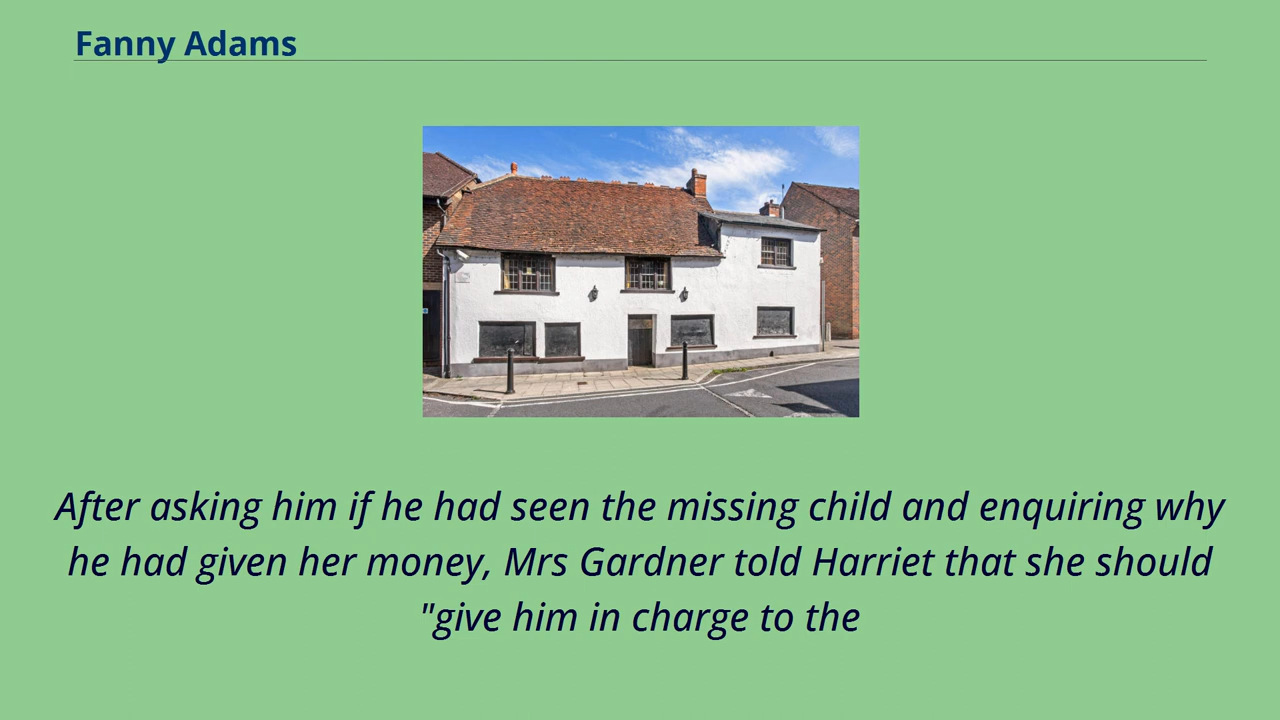 Fanny Adams
After asking him if he had seen the missing child and enquiring why
he had given her money, Mrs Gardner told Harriet that she should
"give him in charge to the